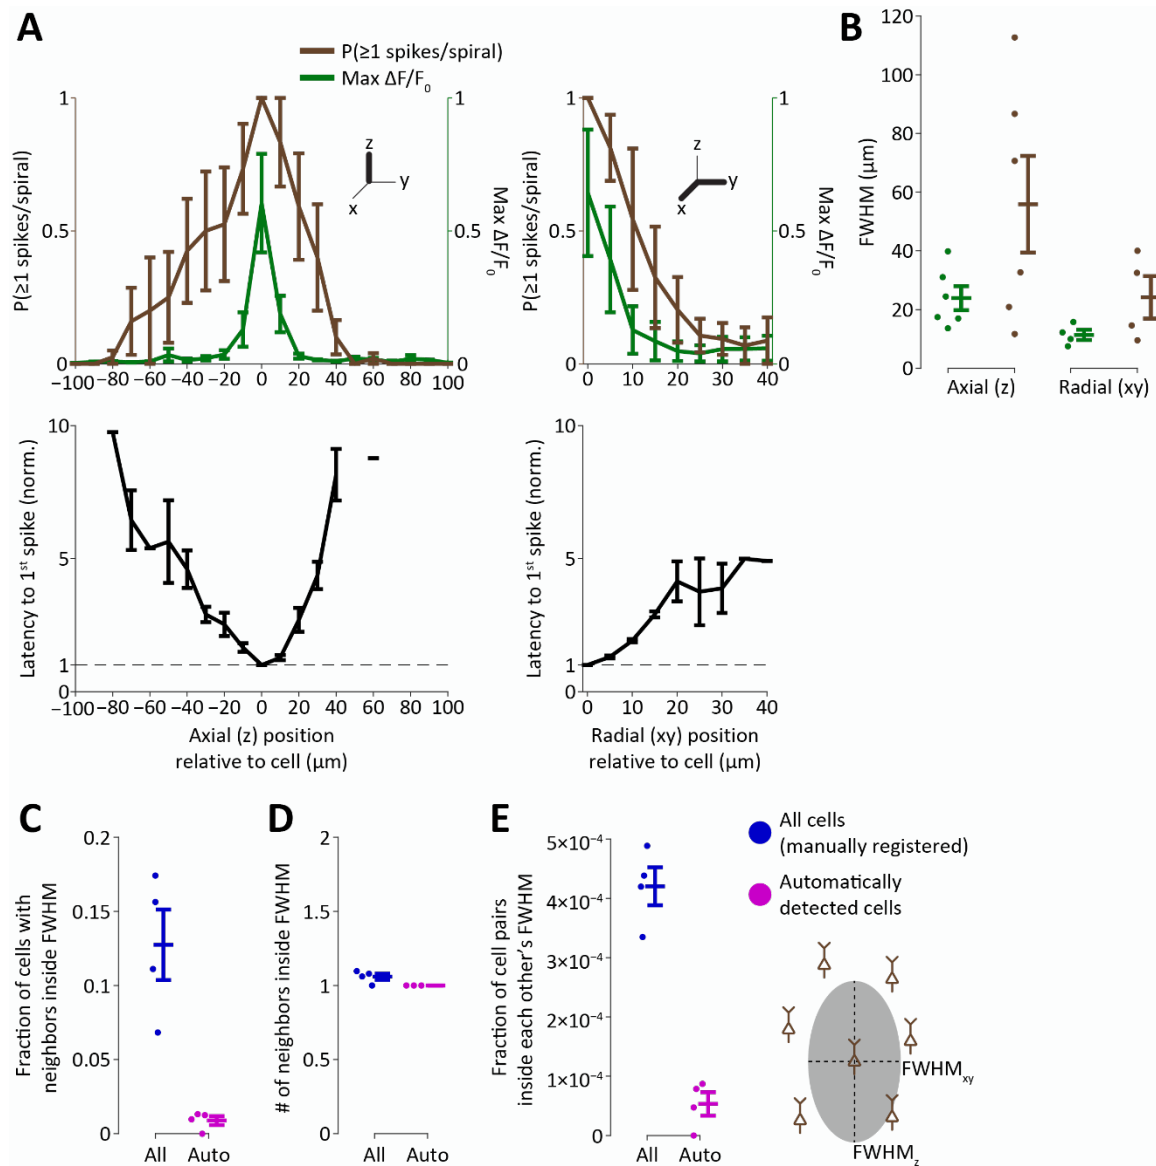 A
P(≥1 spikes/spiral)
Max ΔF/F0
1
0.5
0
P(≥1 spikes/spiral)
1
0.5
0
Max ΔF/F0
z
y
x
−100 −80 −60 −40 −20 0 20 40 60 80 100
1
0.5
0
P(≥1 spikes/spiral)
1
0.5
0
Max ΔF/F0
z
y
x
0 10 20 30 40
B
120
100
80
60
40
20
0
FWHM (µm)
Axial (z) Radial (xy)
10
5
1
0
Latency to 1st spike (norm.)
−100 −80 −60 −40 −20 0 20 40 60 80 100
Axial (z) position
relative to cell (µm)
10
5
1
0
Latency to 1st spike (norm.)
0 10 20 30 40
Radial (xy) position
relative to cell (µm)
C
0.2
0.15
0.1
0.05
0
Fraction of cells with
neighbors inside FWHM
All Auto
D
2
1.5
1
0.5
0
# of neighbors inside FWHM
All Auto
E
5×10−4
4×10−4
3×10−4
2×10−4
1×10−4
0
Fraction of cell pairs
inside each other's FWHM
All Auto
All cells
(manually registered)
Automatically
detected cells
FWHMxy
FWHMz